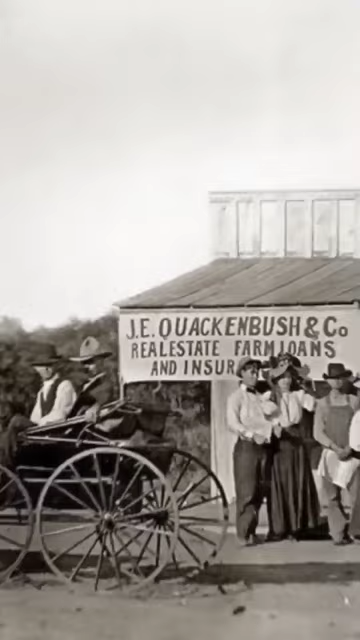 J.E. QUACKENBUSH & Co
REALESTATE FARM LOANS
AND INSUR